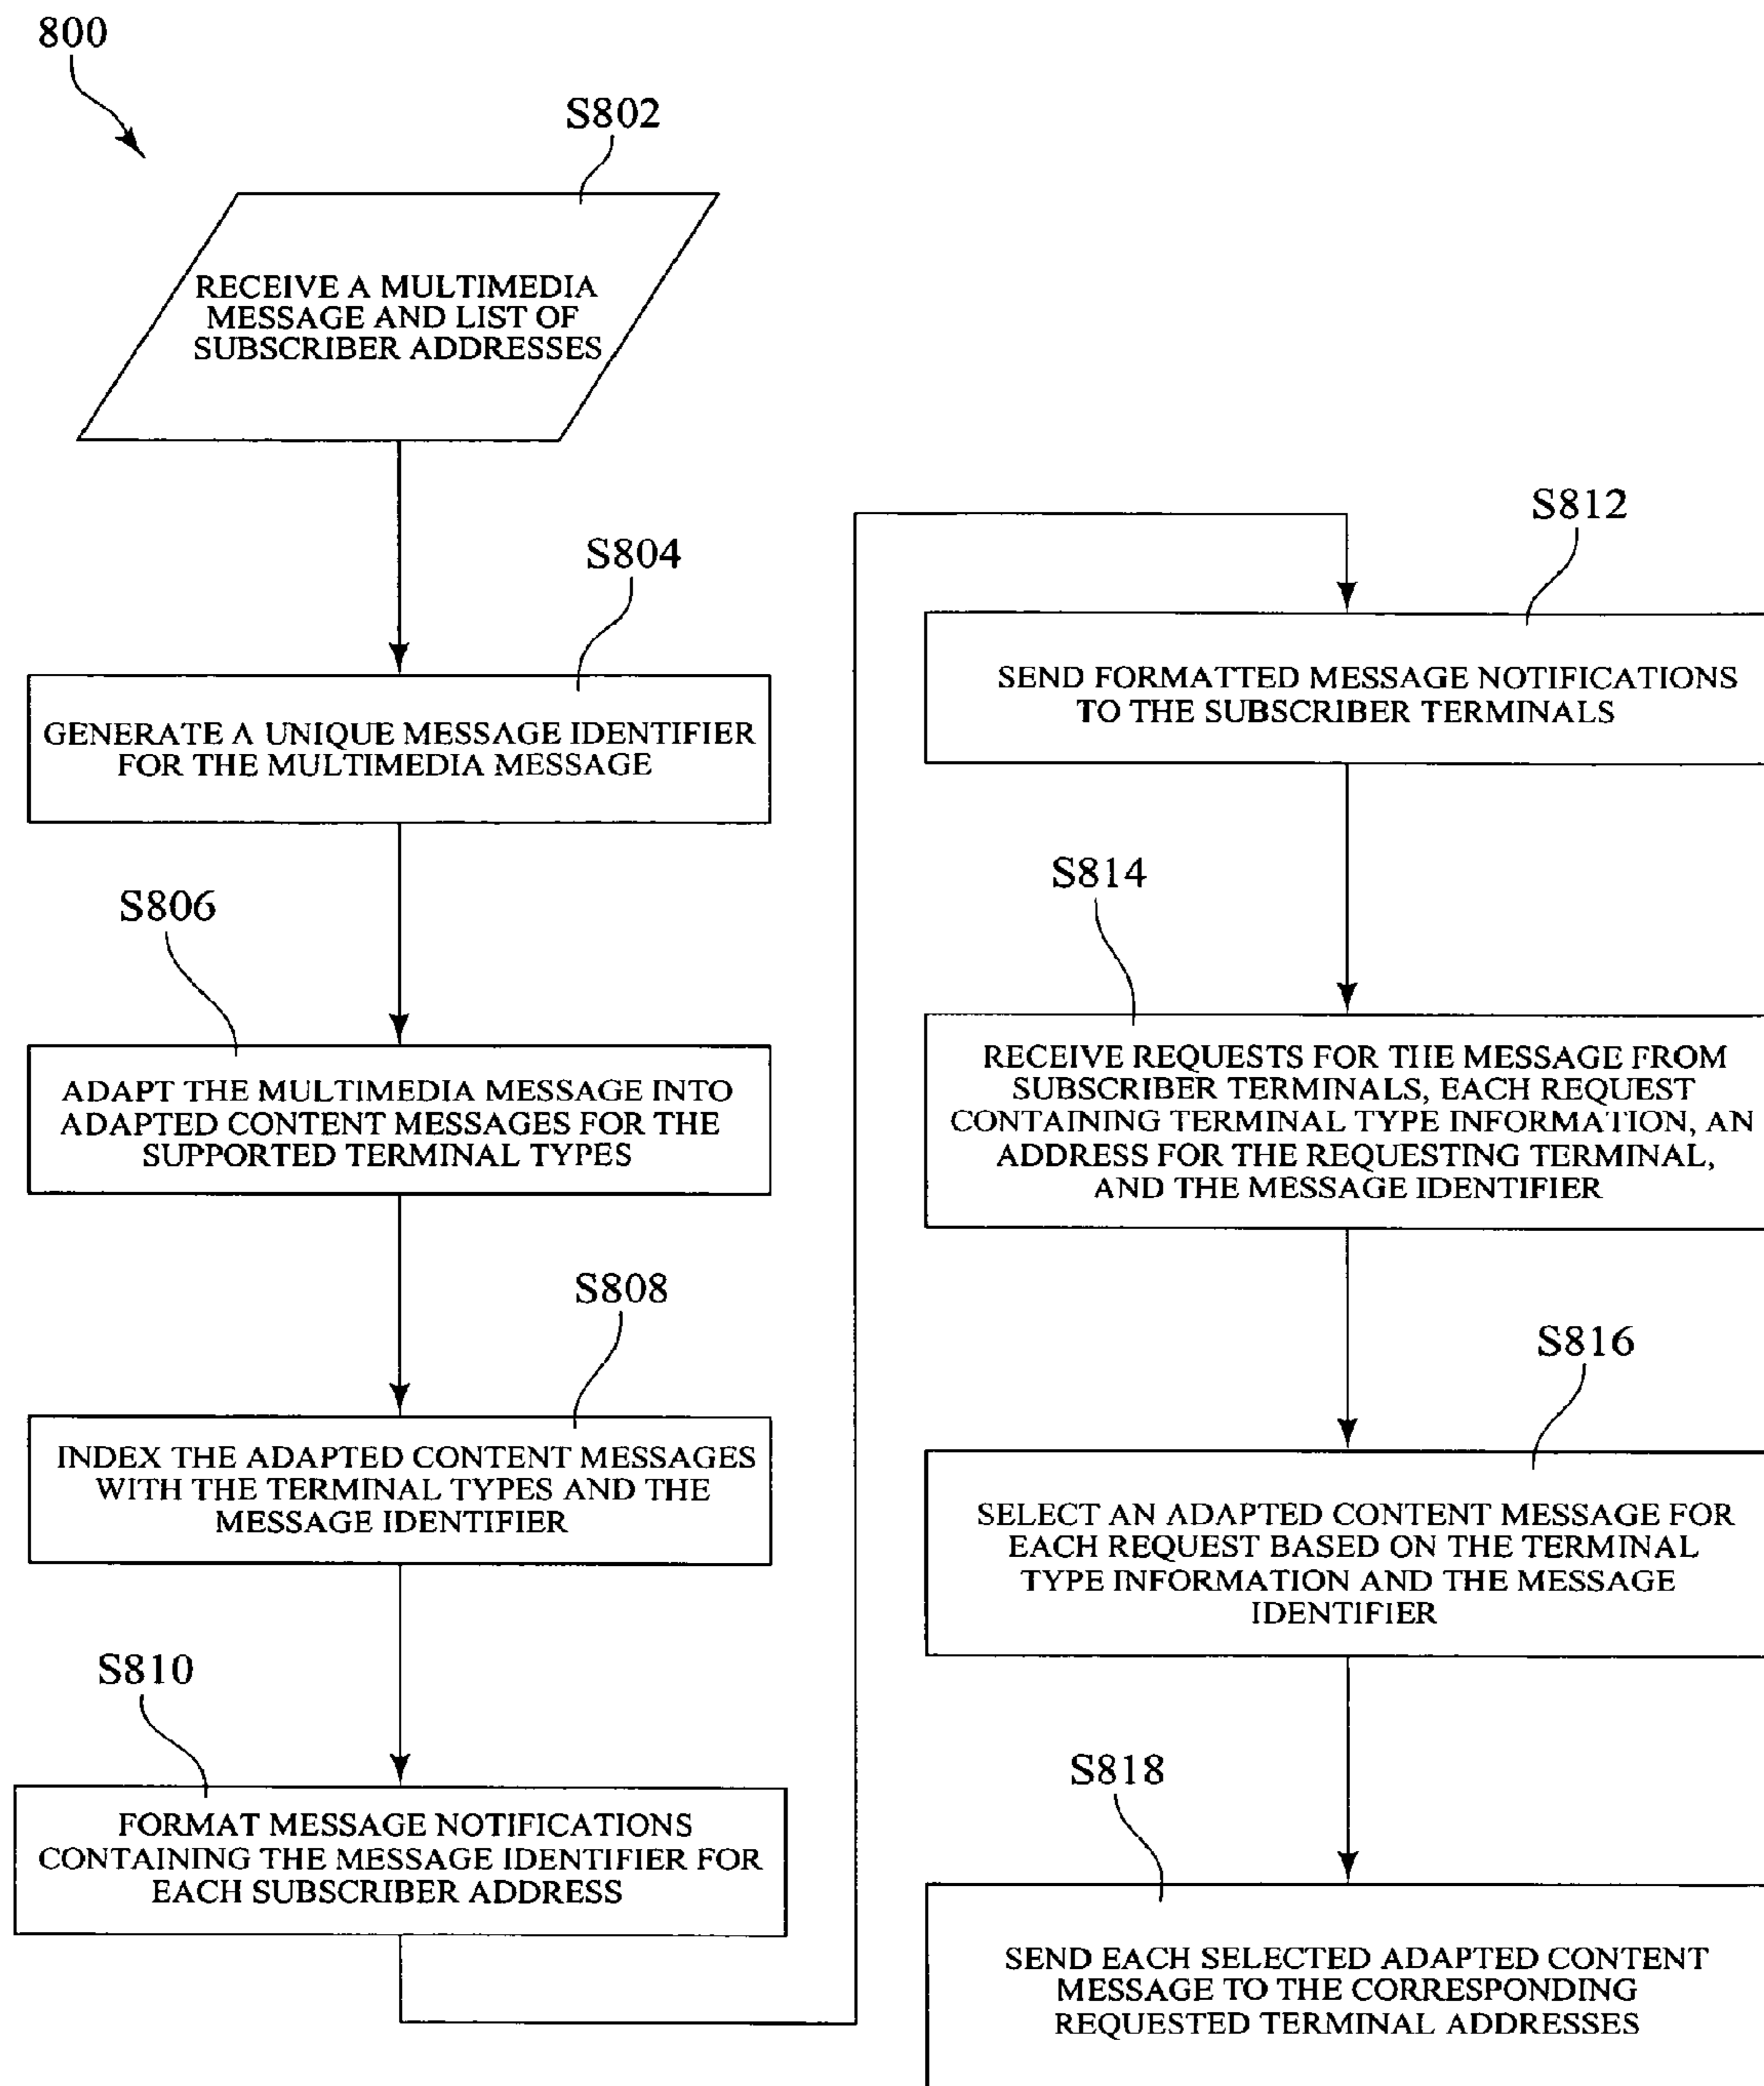 800
S802
RECEIVE A MULTIMEDIA
MESSAGE AND LIST OF
SUBSCRIBER ADDRESSES
S804
GENERATE A UNIQUE MESSAGE IDENTIFIER
FOR THE MULTIMEDIA MESSAGE
S806
ADAPT THE MULTIMEDIA MESSAGE INTO
ADAPTED CONTENT MESSAGES FOR THE
SUPPORTED TERMINAL TYPES
S808
INDEX THE ADAPTED CONTENT MESSAGES
WITH THE TERMINAL TYPES AND THE
MESSAGE IDENTIFIER
S810
FORMAT MESSAGE NOTIFICATIONS
CONTAINING THE MESSAGE IDENTIFIER FOR
EACH SUBSCRIBER ADDRESS
S812
SEND FORMATTED MESSAGE NOTIFICATIONS
TO THE SUBSCRIBER TERMINALS
S814
RECEIVE REQUESTS FOR THE MESSAGE FROM
SUBSCRIBER TERMINALS, EACH REQUEST
CONTAINING TERMINAL TYPE INFORMATION, AN
ADDRESS FOR THE REQUESTING TERMINAL,
AND THE MESSAGE IDENTIFIER
S816
SELECT AN ADAPTED CONTENT MESSAGE FOR
EACH REQUEST BASED ON THE TERMINAL
TYPE INFORMATION AND THE MESSAGE
IDENTIFIER
S818
SEND EACH SELECTED ADAPTED CONTENT
MESSAGE TO THE CORRESPONDING
REQUESTED TERMINAL ADDRESSES